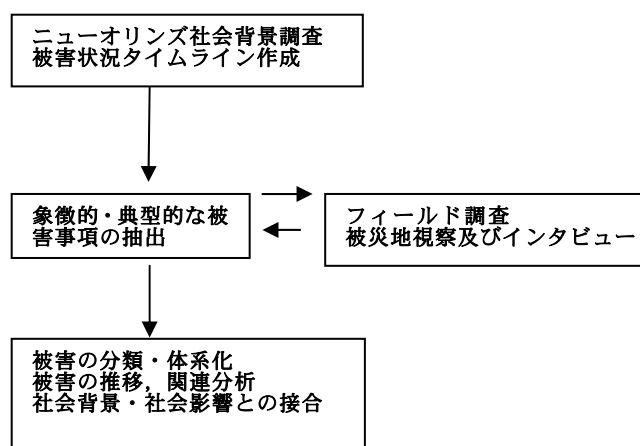 ニューオリンズ社会背景調査
被害状況タイムライン作成
象徴的・典型的な被
害事項の抽出
フィールド調査
被災地視察及びインタビュー
被害の分類・体系化
被害の推移，関連分析
社会背景・社会影響との接合